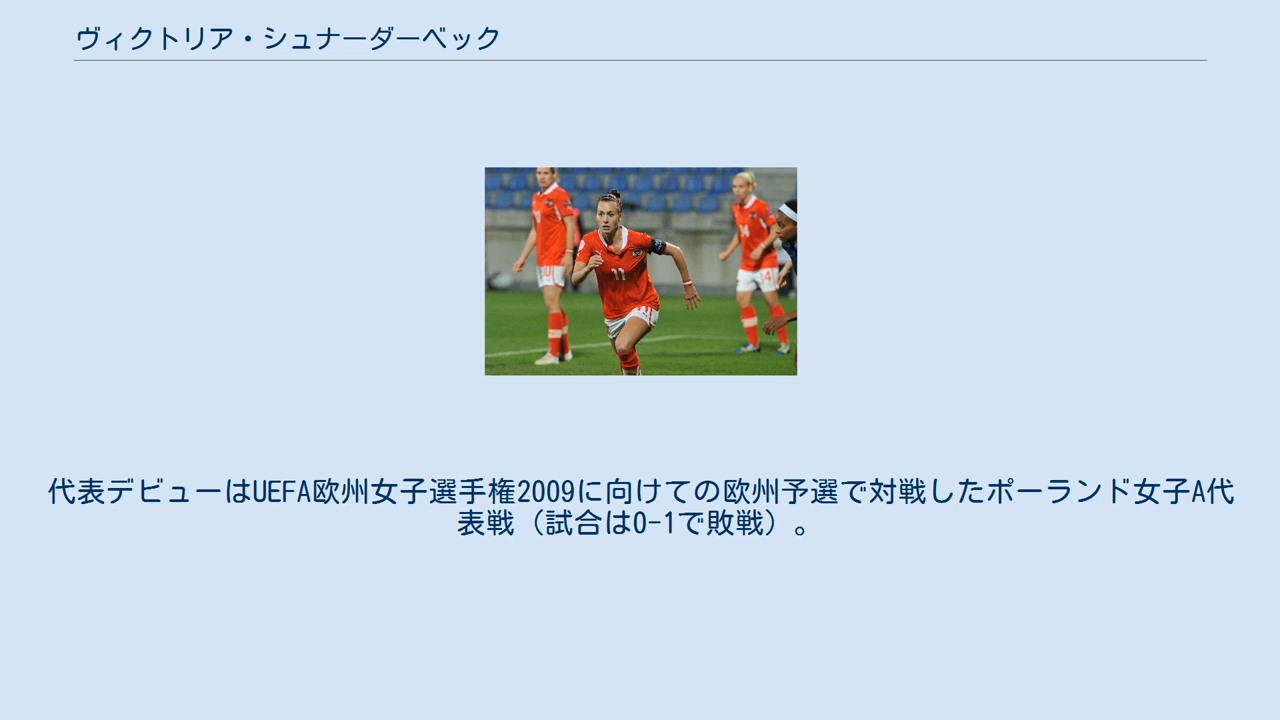 ヴィクトリア・シュナーダーベック
11
14
代表デビューはUEFA欧州女子選手権2009に向けての欧州予選で対戦したポーランド女子A代
表戦（試合は0-1で敗戦）。